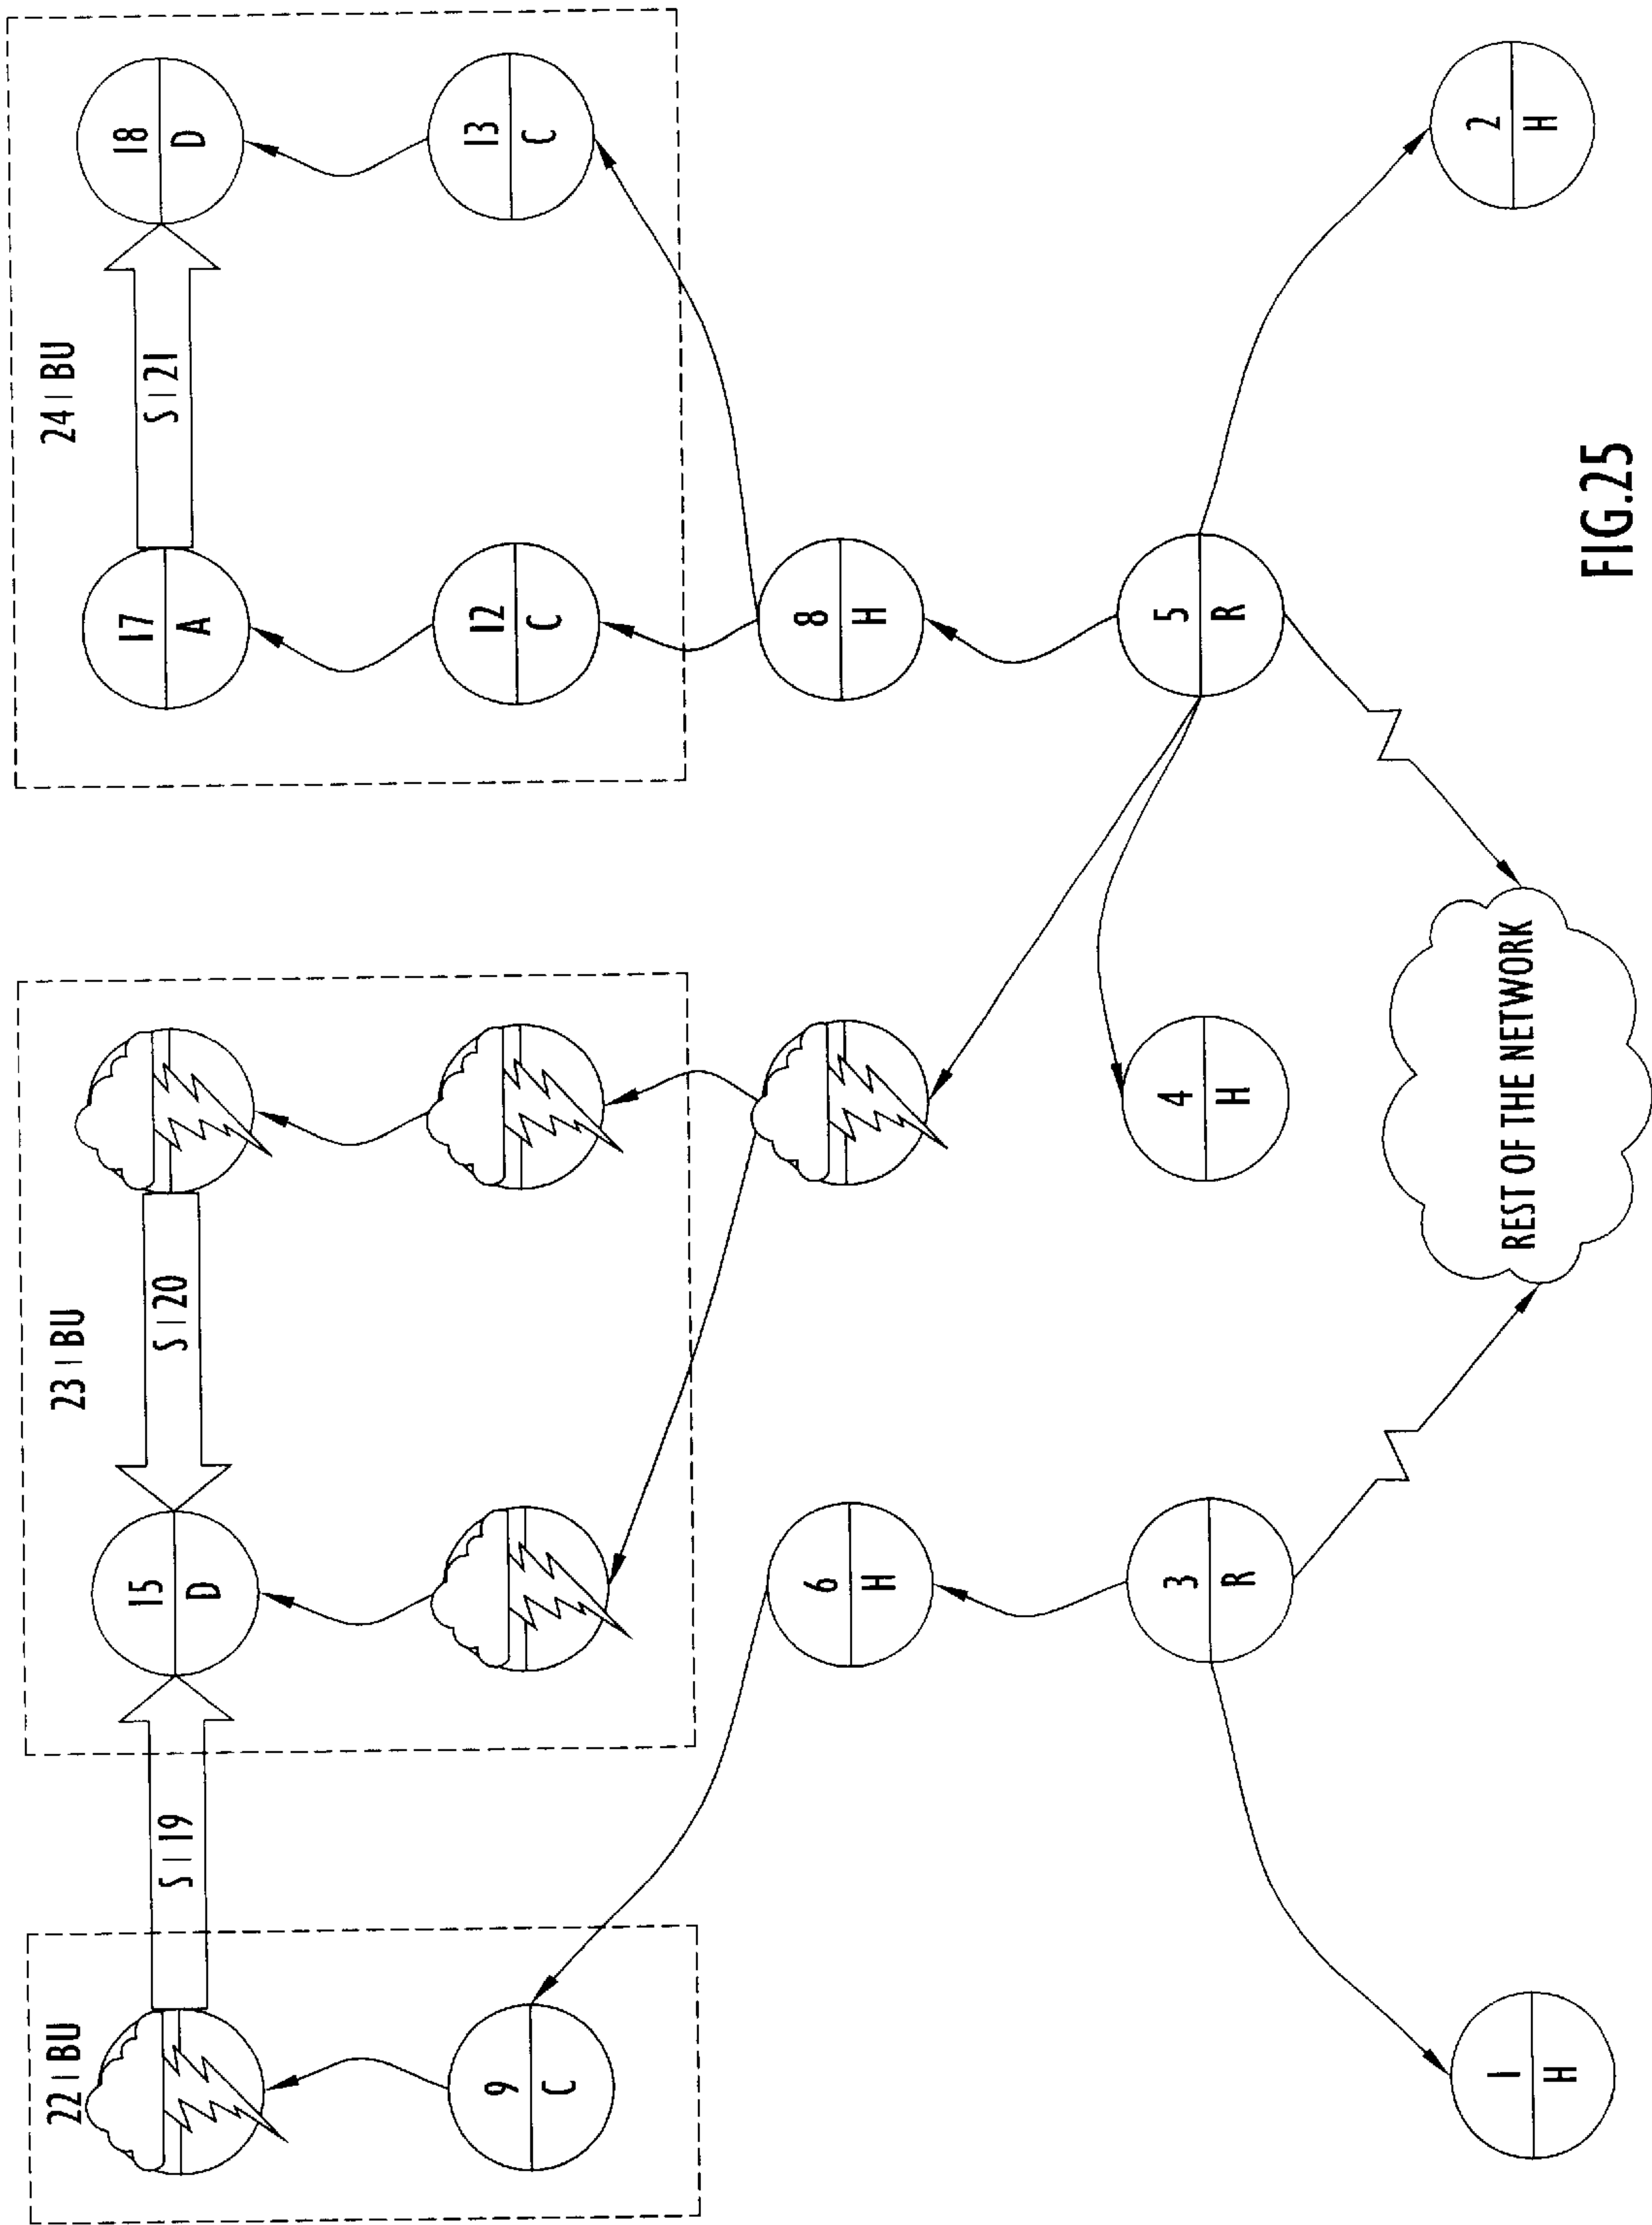 22 | BU
23 | BU
24 | BU
S | 19
15
D
S | 20
17
A
S | 21
18
D
9
C
12
C
13
C
6
H
8
H
3
R
4
H
5
R
1
H
REST OF THE NETWORK
2
H
FIG.25